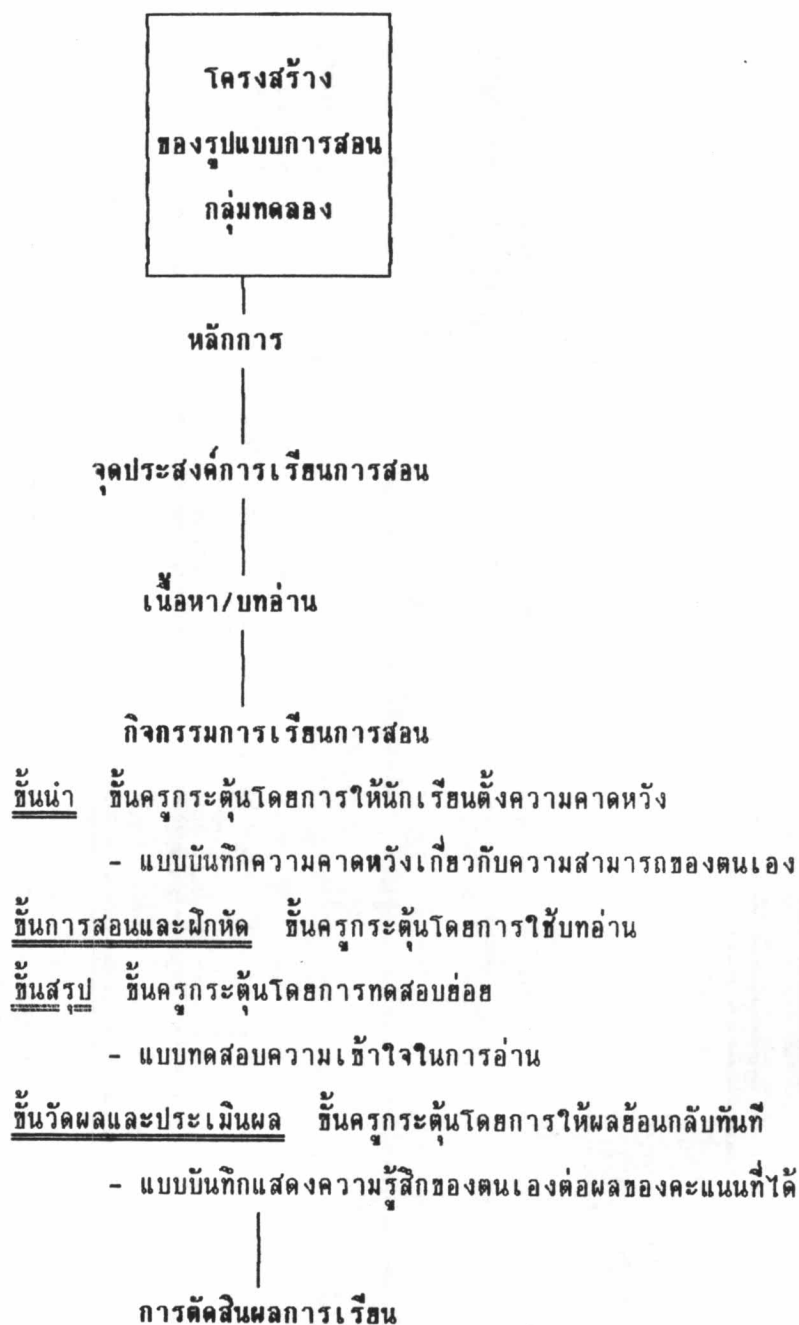 โครงสร้าง
ของรูปแบบการสอน
กลุ่มทดลอง
หลักการ
จุดประสงค์การเรียนการสอน
เนื้อหา/บทอ่าน
กิจกรรมการเรียนการสอน
ขั้นนำ ขั้นครูกระตุ้นโดยการให้นักเรียนตั้งความคาดหวัง
- แบบบันทึกความคาดหวังเกี่ยวกับความสามารถของตนเอง
ขั้นการสอนและฝึกหัด ขั้นครูกระตุ้นโดยการใช้บทอ่าน
ขั้นสรุป ขั้นครูกระตุ้นโดยการทดสอบย่อย
- แบบทดสอบความเข้าใจในการอ่าน
ขั้นวัดผลและประเมินผล ขั้นครูกระตุ้นโดยการให้ผลย้อนกลับทันที
- แบบบันทึกแสดงความรู้สึกของตนเองต่อผลของคะแนนที่ได้
การตัดสินผลการเรียน